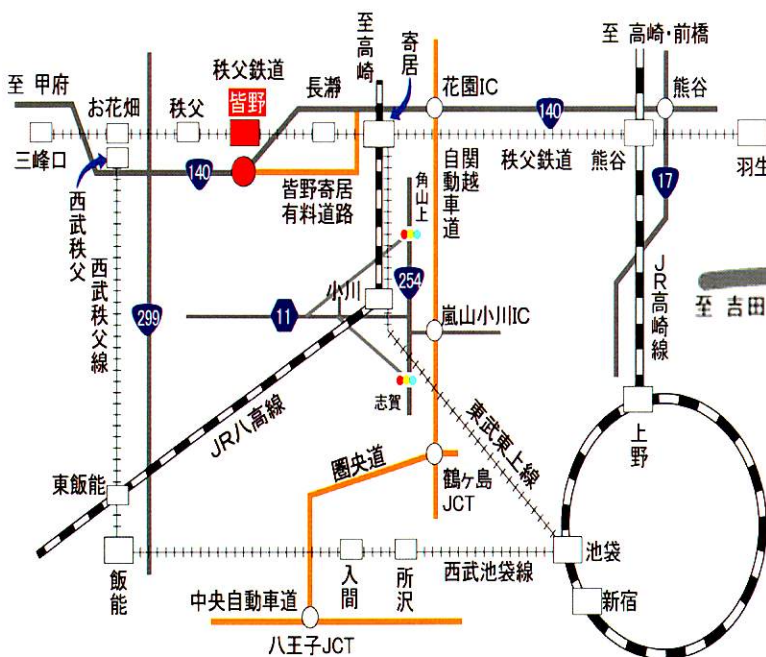 至高崎
寄居
至 高崎・前橋
至 甲府
お花畑
秩父
秩父鉄道
皆野
長瀞
花園IC
140
熊谷
三峰口
140
皆野寄居
有料道路
関越
自動車道
秩父鉄道
熊谷
羽生
17
西武秩父
角山上
西武秩父線
299
小川
254
11
嵐山小川IC
JR高崎線
至 吉田
志賀
JR八高線
東武東上線
上野
東飯能
圏央道
鶴ヶ島
JCT
飯能
入間
所沢
西武池袋線
池袋
新宿
中央自動車道
八王子JCT